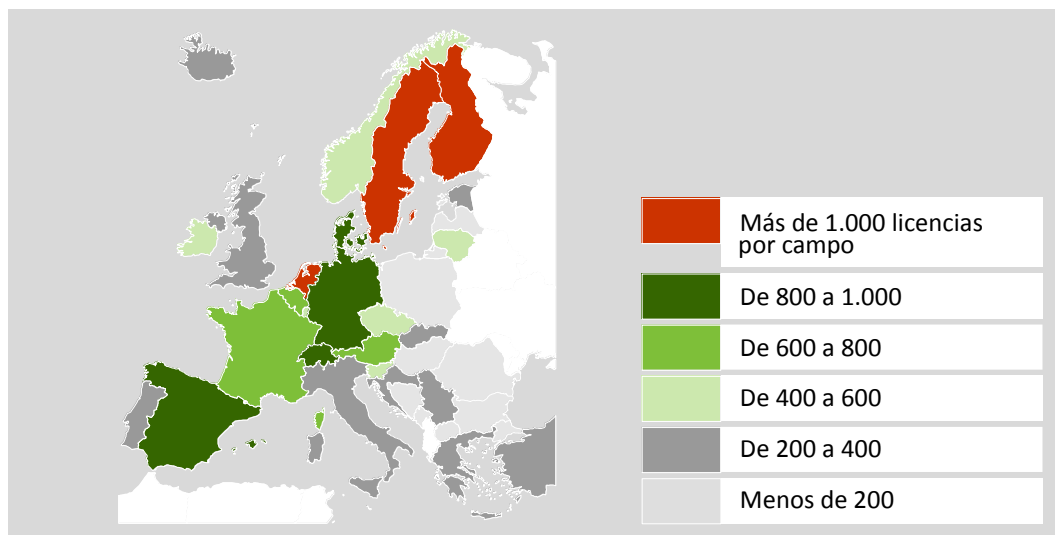 Más de 1.000 licencias
por campo
De 800 a 1.000
De 600 a 800
De 400 a 600
De 200 a 400
Menos de 200